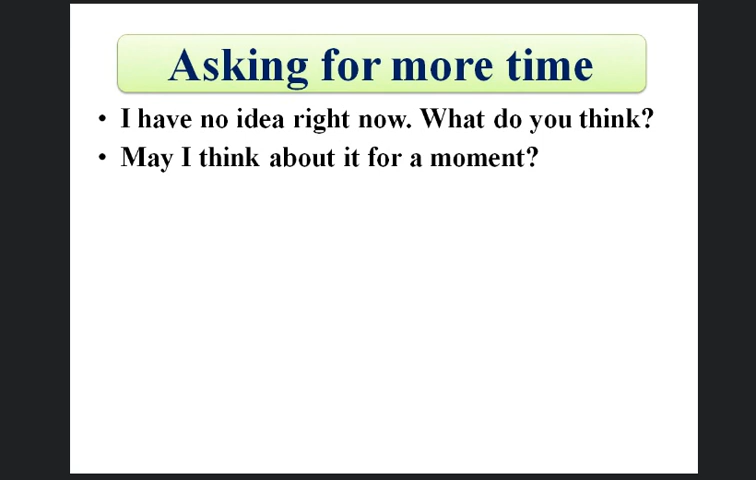 Asking for more time
• I have no idea right now. What do you think?
• May I think about it for a moment?